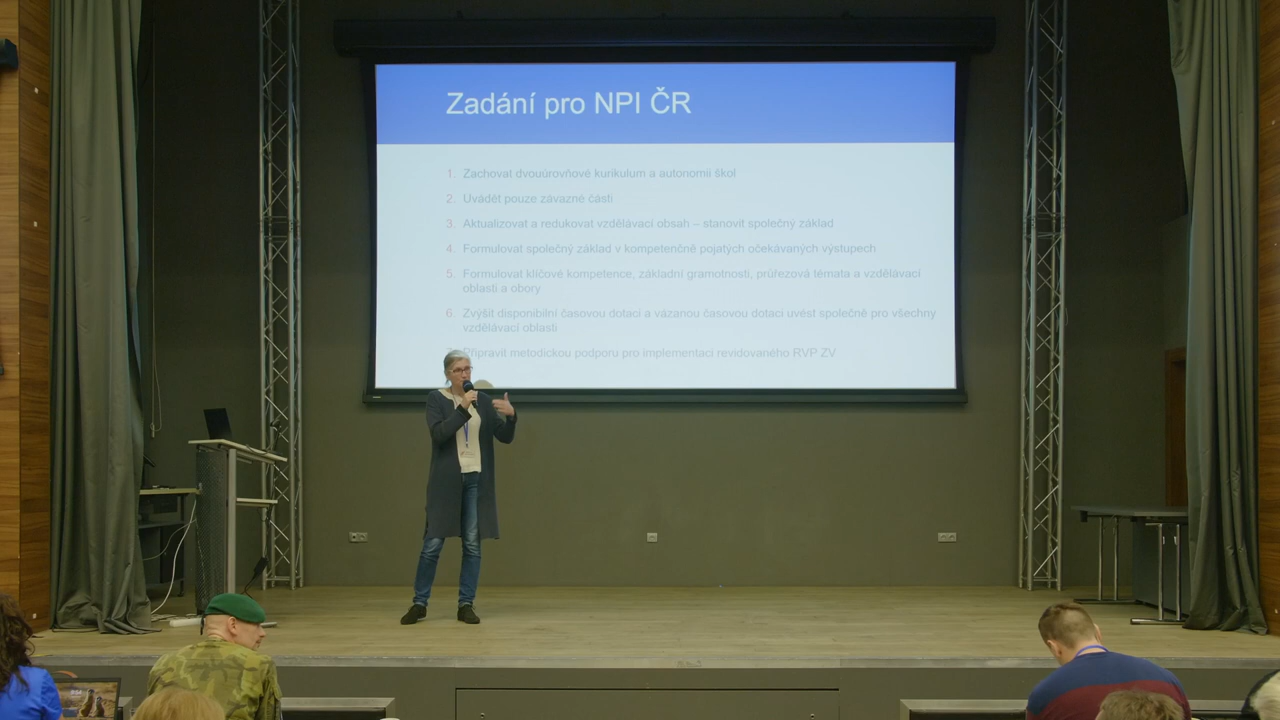 Zadání pro NPI ČR
1. Zachovat dvouúrovňové kurikulum a autonomii škol
2. Uvádět pouze závazné části
3. Aktualizovat a redukovat vzdělávací obsah – stanovit společný základ
4. Formulovat společný základ v kompetenčně pojatých očekávaných výstupech
5. Formulovat klíčové kompetence, základní gramotnosti, průřezová témata a vzdělávací
oblasti a obory
6. Zvýšit disponibilní časovou dotaci a vázanou časovou dotaci uvést společně pro všechny
vzdělávací oblasti
Připravit metodickou podporu pro implementaci revidovaného RVP ZV